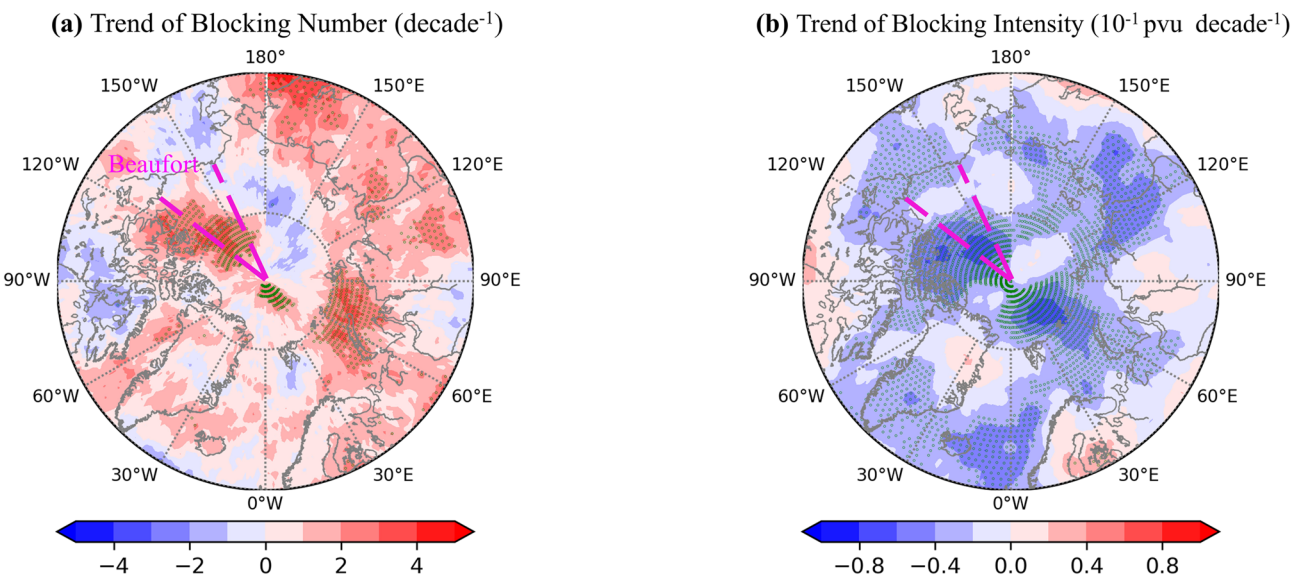 (a) Trend of Blocking Number (decade⁻¹)
180°
150°W
150°E
120°W
Beaufort
120°E
90°W
90°E
60°W
60°E
30°W
30°E
0°W
−4 −2 0 2 4
(b) Trend of Blocking Intensity (10⁻¹ pvu decade⁻¹)
180°
150°W
150°E
120°W
120°E
90°W
90°E
60°W
60°E
30°W
30°E
0°W
−0.8 −0.4 0.0 0.4 0.8